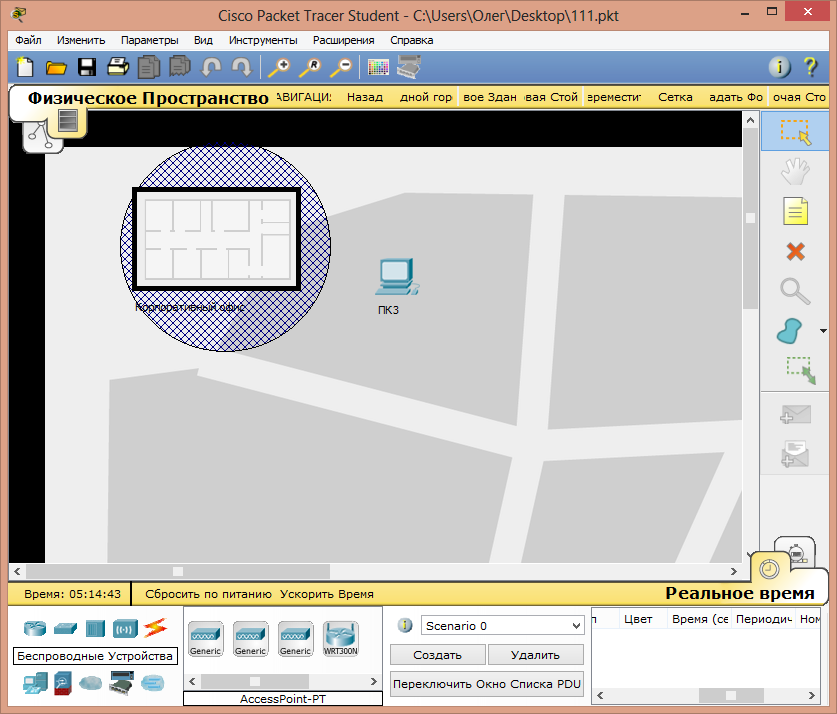 Cisco Packet Tracer Student - C:\Users\Олег\Desktop\111.pkt
Файл Изменить Параметры Вид Инструменты Расширения Справка
Физическое Пространство АВИГАЦИ: Назад дной гор вое Здан вая Стой еремести Сетка адать Фо очая Сто
Корпоративный офис
ПК3
Время: 05:14:43 Сбросить по питанию Ускорить Время Реальное время
Беспроводные Устройства
Generic Generic Generic WRT300N
AccessPoint-PT
Scenario 0
Создать Удалить
Переключить Окно Списка PDU
л Цвет Время (се Периодич Ном